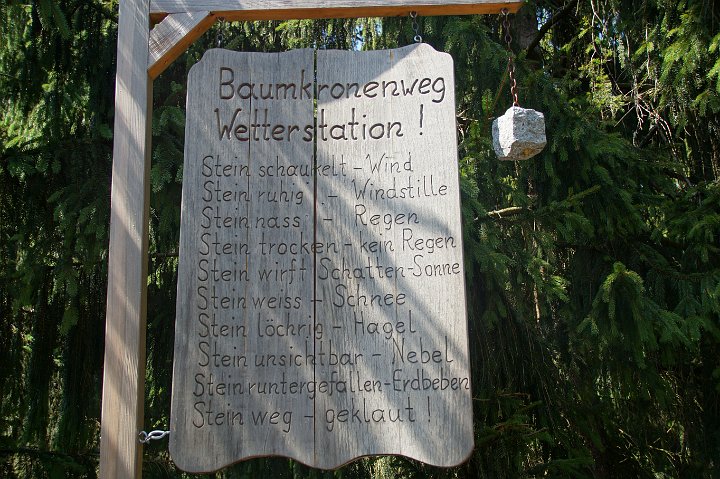 Baumkronenweg
Wetterstation !
Stein schaukelt - Wind
Stein ruhig - Windstille
Stein nass - Regen
Stein trocken - kein Regen
Stein wirft Schatten - Sonne
Stein weiss - Schnee
Stein löchrig - Hagel
Stein unsichtbar - Nebel
Stein runtergefallen - Erdbeben
Stein weg - geklaut !